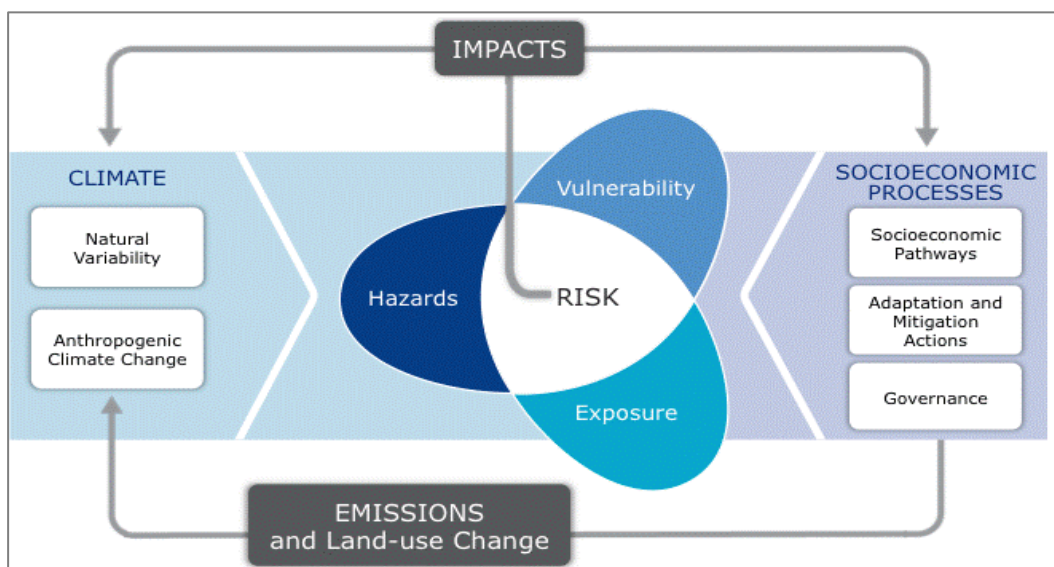 IMPACTS
CLIMATE
Natural
Variability
Anthropogenic
Climate Change
Vulnerability
Hazards
RISK
Exposure
SOCIOECONOMIC
PROCESSES
Socioeconomic
Pathways
Adaptation and
Mitigation
Actions
Governance
EMISSIONS
and Land-use Change